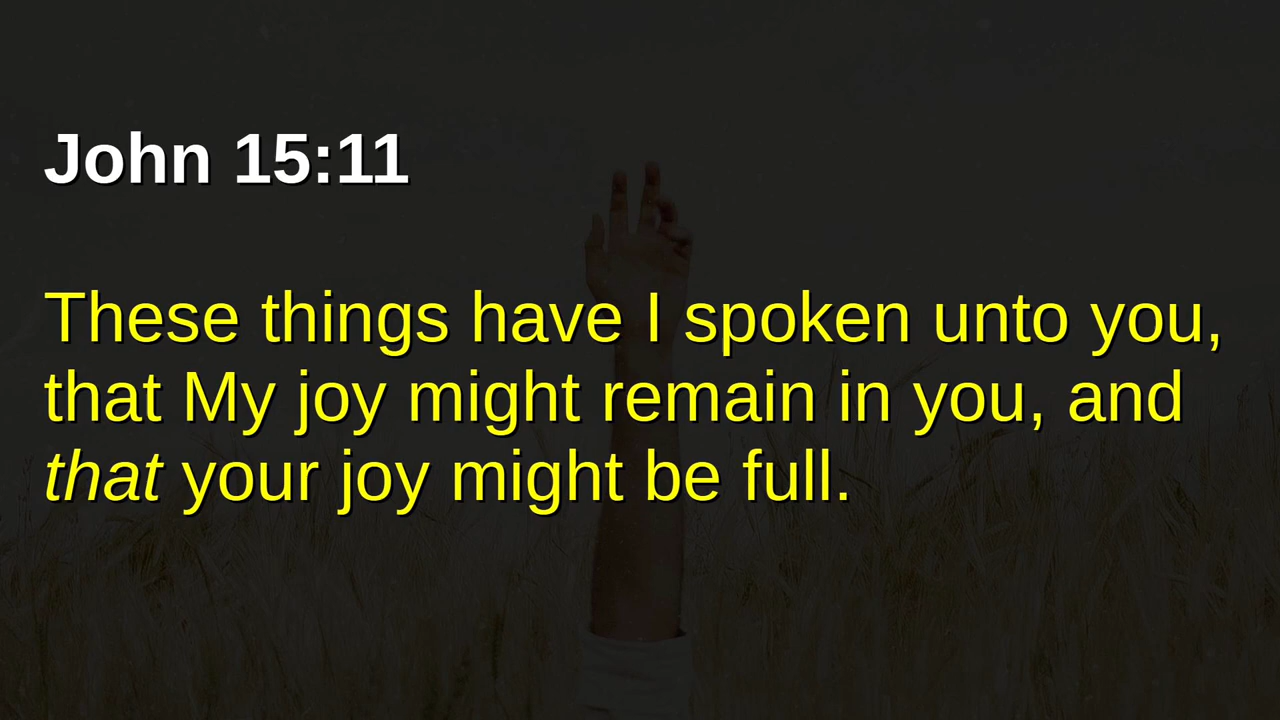 John 15:11
These things have I spoken unto you,
that My joy might remain in you, and
that your joy might be full.